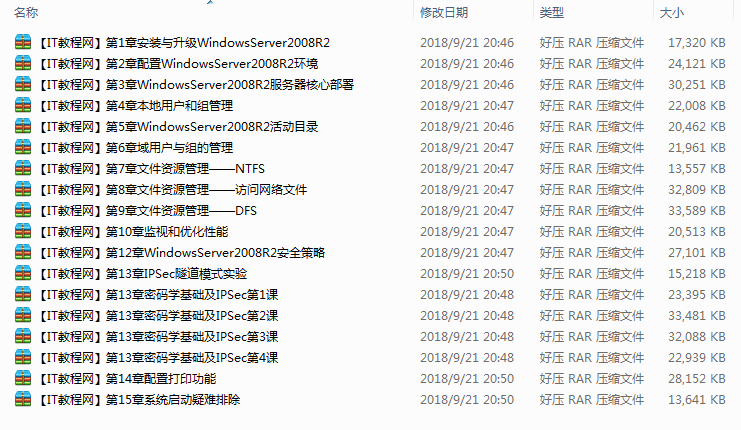 名称 修改日期 类型 大小
【IT教程网】第1章安装与升级WindowsServer2008R2 2018/9/21 20:46 好压 RAR 压缩文件 17,320 KB
【IT教程网】第2章配置WindowsServer2008R2环境 2018/9/21 20:46 好压 RAR 压缩文件 24,121 KB
【IT教程网】第3章WindowsServer2008R2服务器核心部署 2018/9/21 20:46 好压 RAR 压缩文件 30,251 KB
【IT教程网】第4章本地用户和组管理 2018/9/21 20:47 好压 RAR 压缩文件 22,008 KB
【IT教程网】第5章WindowsServer2008R2活动目录 2018/9/21 20:46 好压 RAR 压缩文件 20,462 KB
【IT教程网】第6章域用户与组的管理 2018/9/21 20:47 好压 RAR 压缩文件 21,961 KB
【IT教程网】第7章文件资源管理——NTFS 2018/9/21 20:47 好压 RAR 压缩文件 13,557 KB
【IT教程网】第8章文件资源管理——访问网络文件 2018/9/21 20:47 好压 RAR 压缩文件 32,809 KB
【IT教程网】第9章文件资源管理——DFS 2018/9/21 20:47 好压 RAR 压缩文件 33,589 KB
【IT教程网】第10章监视和优化性能 2018/9/21 20:47 好压 RAR 压缩文件 20,513 KB
【IT教程网】第12章WindowsServer2008R2安全策略 2018/9/21 20:47 好压 RAR 压缩文件 27,101 KB
【IT教程网】第13章IPSec隧道模式实验 2018/9/21 20:50 好压 RAR 压缩文件 15,218 KB
【IT教程网】第13章密码学基础及IPSec第1课 2018/9/21 20:48 好压 RAR 压缩文件 23,395 KB
【IT教程网】第13章密码学基础及IPSec第2课 2018/9/21 20:48 好压 RAR 压缩文件 33,481 KB
【IT教程网】第13章密码学基础及IPSec第3课 2018/9/21 20:48 好压 RAR 压缩文件 32,088 KB
【IT教程网】第13章密码学基础及IPSec第4课 2018/9/21 20:48 好压 RAR 压缩文件 22,939 KB
【IT教程网】第14章配置打印功能 2018/9/21 20:50 好压 RAR 压缩文件 28,152 KB
【IT教程网】第15章系统启动疑难排除 2018/9/21 20:50 好压 RAR 压缩文件 13,641 KB